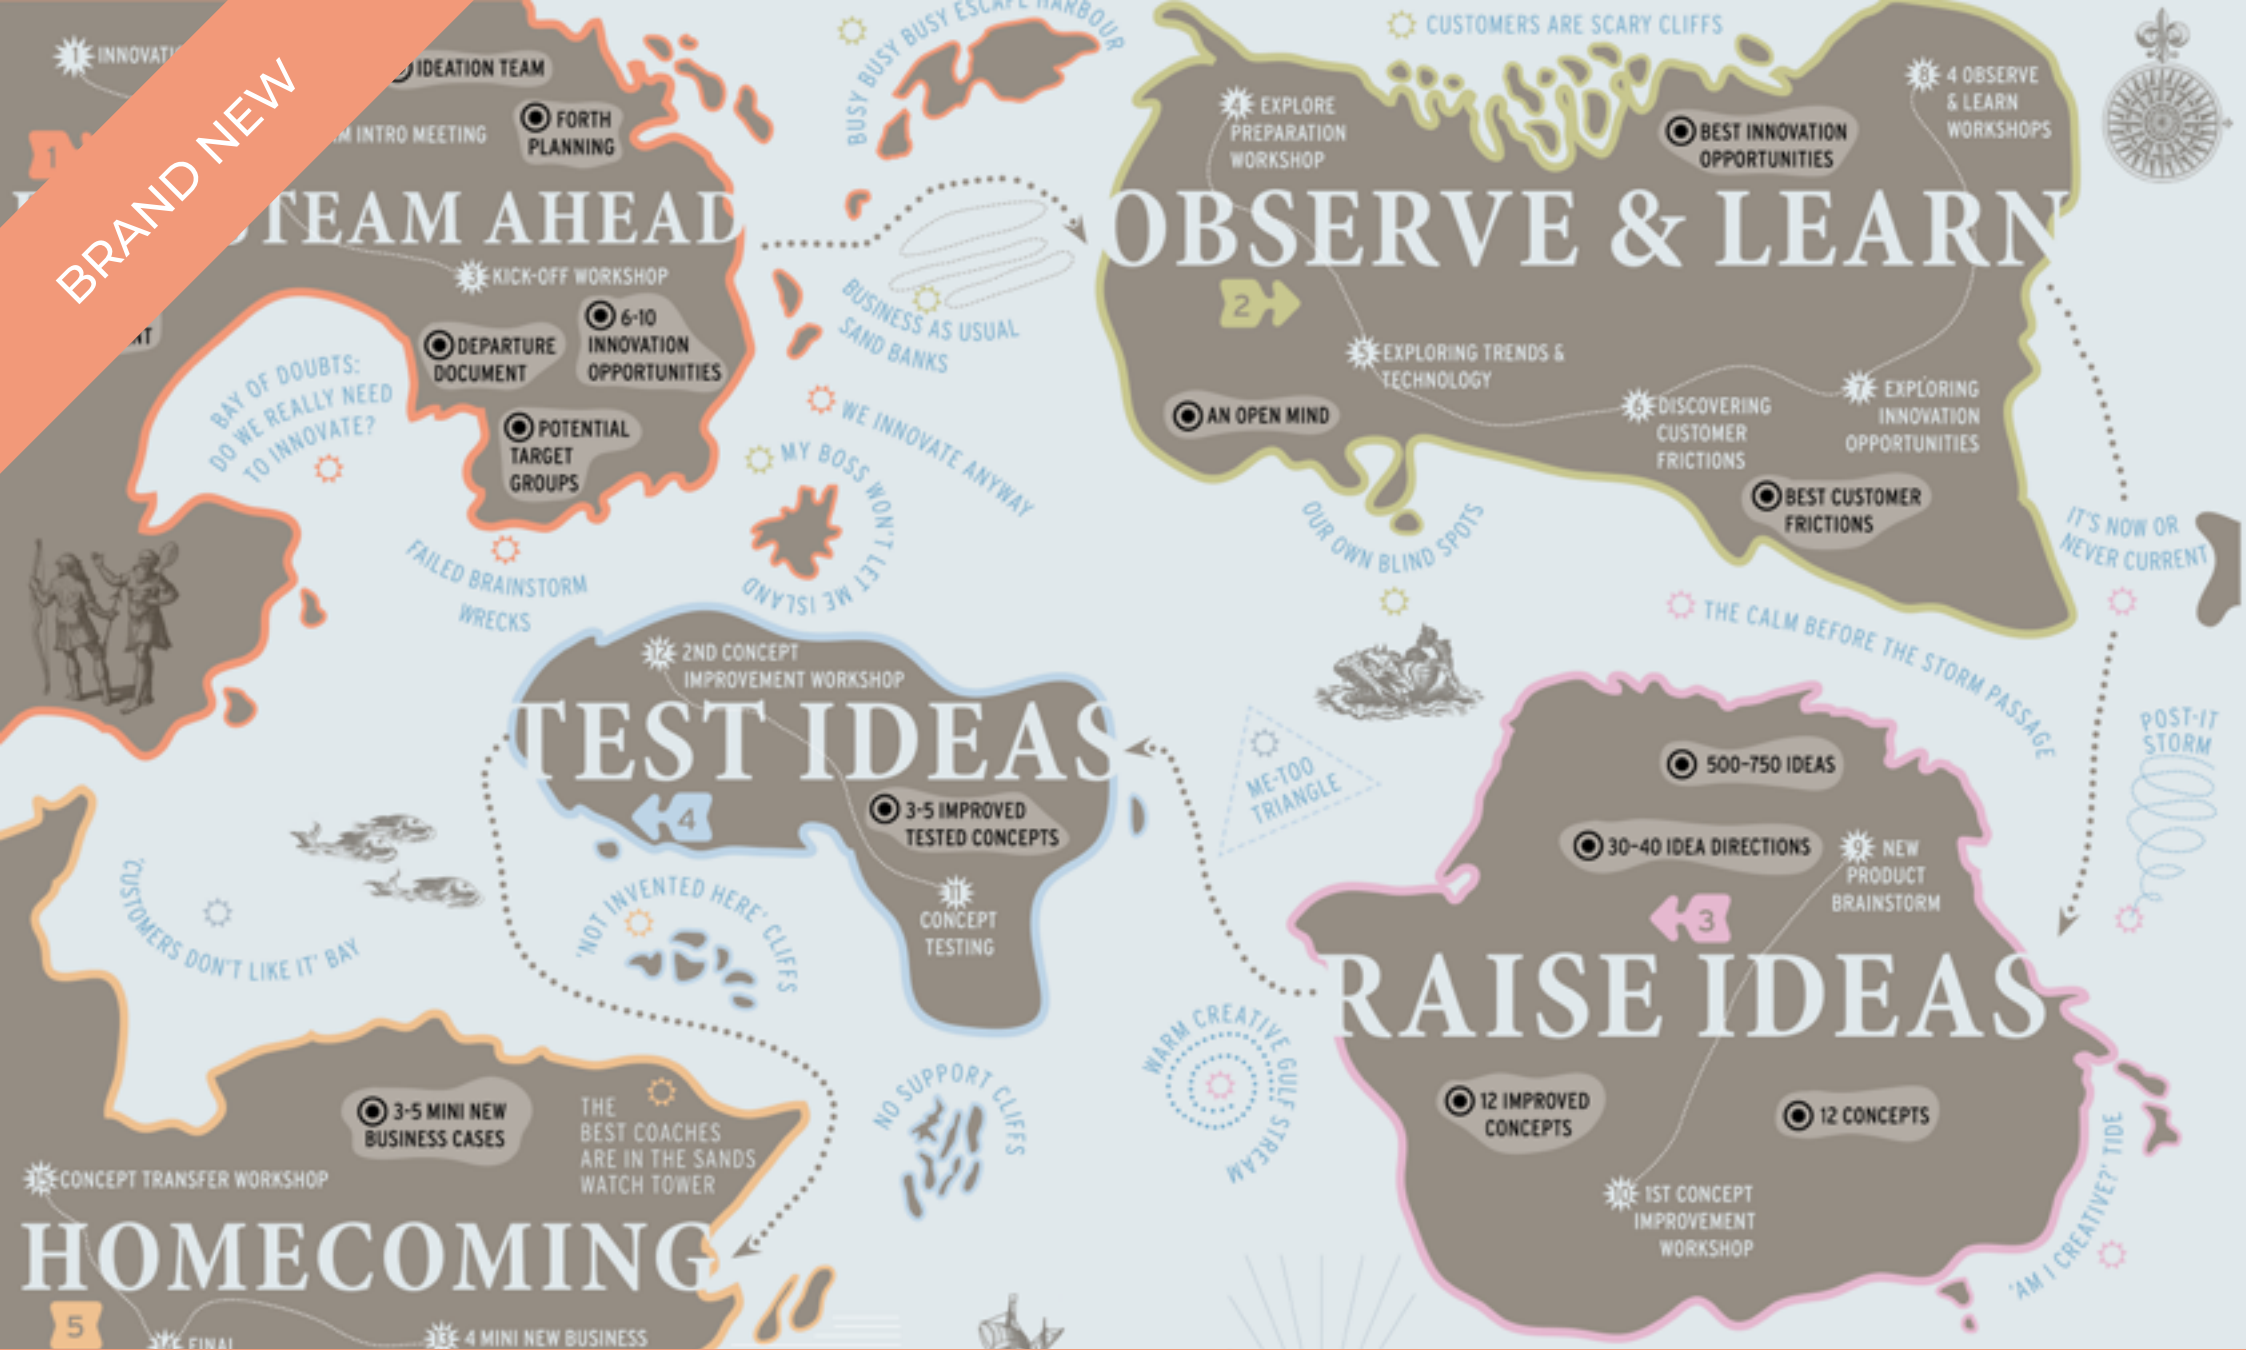 BRAND NEW
1
INNOVATI
IDEATION TEAM
FORTH
PLANNING
M INTRO MEETING
1
TEAM AHEAD
3
KICK-OFF WORKSHOP
DEPARTURE
DOCUMENT
6-10
INNOVATION
OPPORTUNITIES
POTENTIAL
TARGET
GROUPS
NT
BAY OF DOUBTS:
DO WE REALLY NEED
TO INNOVATE?
FAILED BRAINSTORM
WRECKS
BUSY BUSY BUSY ESCAPE HARBOUR
BUSINESS AS USUAL
SAND BANKS
WE INNOVATE ANYWAY
MY BOSS WON'T LET ME ISLAND
CUSTOMERS ARE SCARY CLIFFS
4
EXPLORE
PREPARATION
WORKSHOP
BEST INNOVATION
OPPORTUNITIES
8
4 OBSERVE
& LEARN
WORKSHOPS
OBSERVE & LEARN
2
5
EXPLORING TRENDS &
TECHNOLOGY
AN OPEN MIND
6
DISCOVERING
CUSTOMER
FRICTIONS
7
EXPLORING
INNOVATION
OPPORTUNITIES
BEST CUSTOMER
FRICTIONS
OUR OWN BLIND SPOTS
IT'S NOW OR
NEVER CURRENT
THE CALM BEFORE THE STORM PASSAGE
POST-IT
STORM
12
2ND CONCEPT
IMPROVEMENT WORKSHOP
TEST IDEAS
4
3-5 IMPROVED
TESTED CONCEPTS
11
CONCEPT
TESTING
ME-TOO
TRIANGLE
'NOT INVENTED HERE' CLIFFS
'CUSTOMERS DON'T LIKE IT' BAY
500-750 IDEAS
30-40 IDEA DIRECTIONS
9
NEW
PRODUCT
BRAINSTORM
3
RAISE IDEAS
12 IMPROVED
CONCEPTS
12 CONCEPTS
10
1ST CONCEPT
IMPROVEMENT
WORKSHOP
'AM I CREATIVE?' TIDE
WARM CREATIVE GULF STREAM
NO SUPPORT CLIFFS
3-5 MINI NEW
BUSINESS CASES
THE
BEST COACHES
ARE IN THE SANDS
WATCH TOWER
15
CONCEPT TRANSFER WORKSHOP
HOMECOMING
5
14
FINAL
13
4 MINI NEW BUSINESS